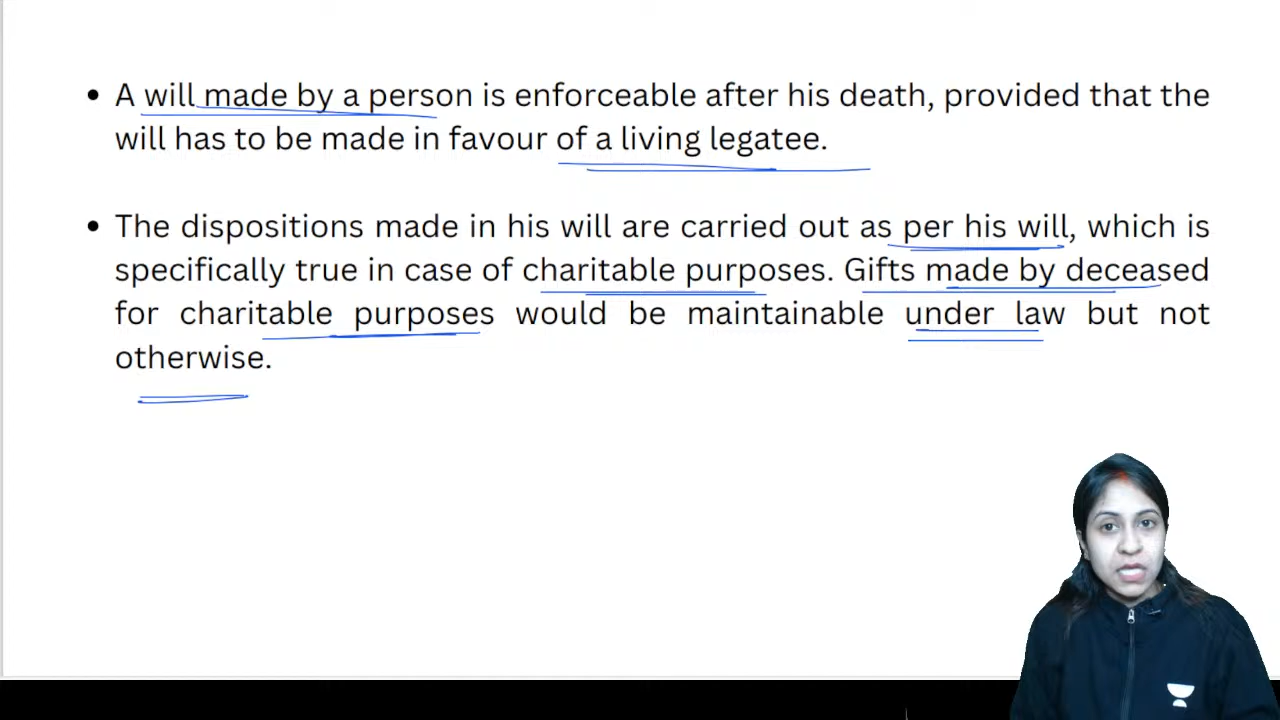 • A will made by a person is enforceable after his death, provided that the
will has to be made in favour of a living legatee.
• The dispositions made in his will are carried out as per his will, which is
specifically true in case of charitable purposes. Gifts made by deceased
for charitable purposes would be maintainable under law but not
otherwise.